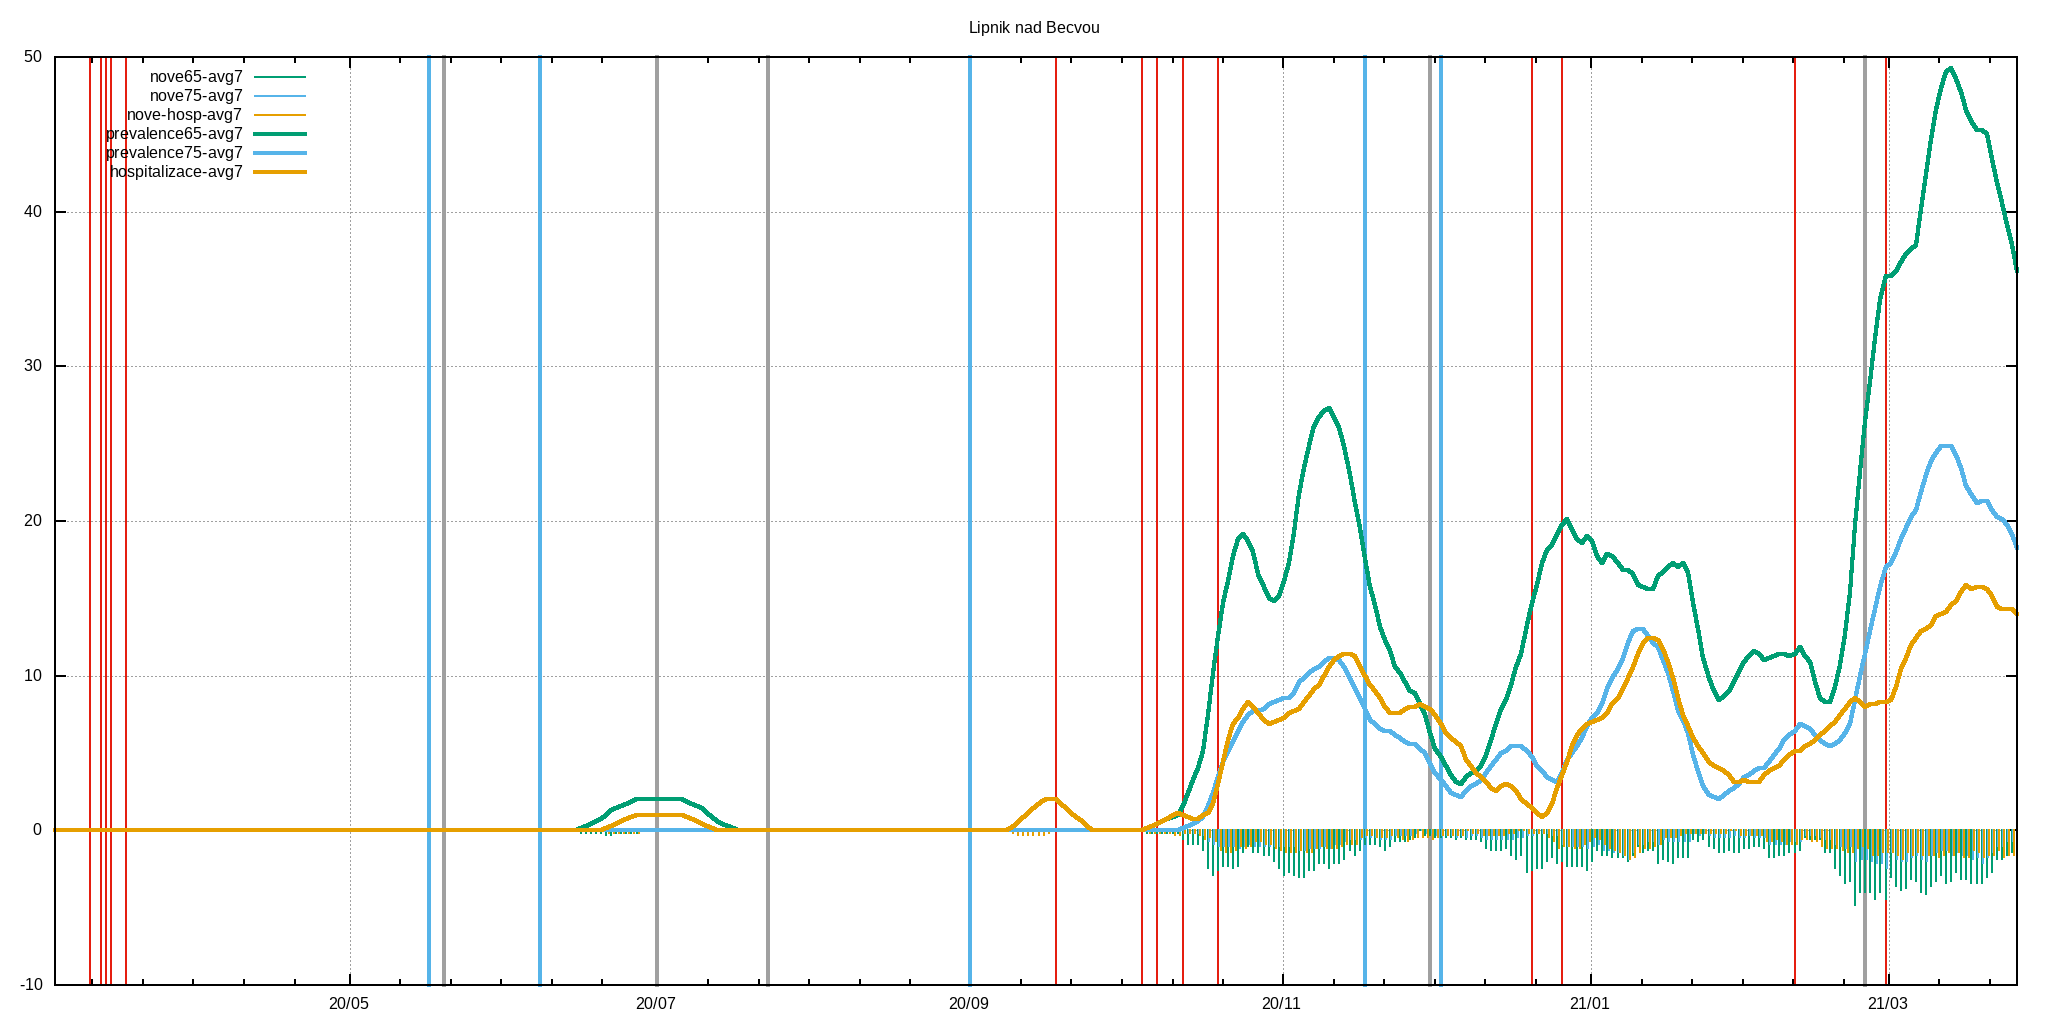 Lipnik nad Becvou
50
nove65-avg7
nove75-avg7
nove-hosp-avg7
prevalence65-avg7
prevalence75-avg7
hospitalizace-avg7
40
30
20
10
0
-10
20/05 20/07 20/09 20/11 21/01 21/03